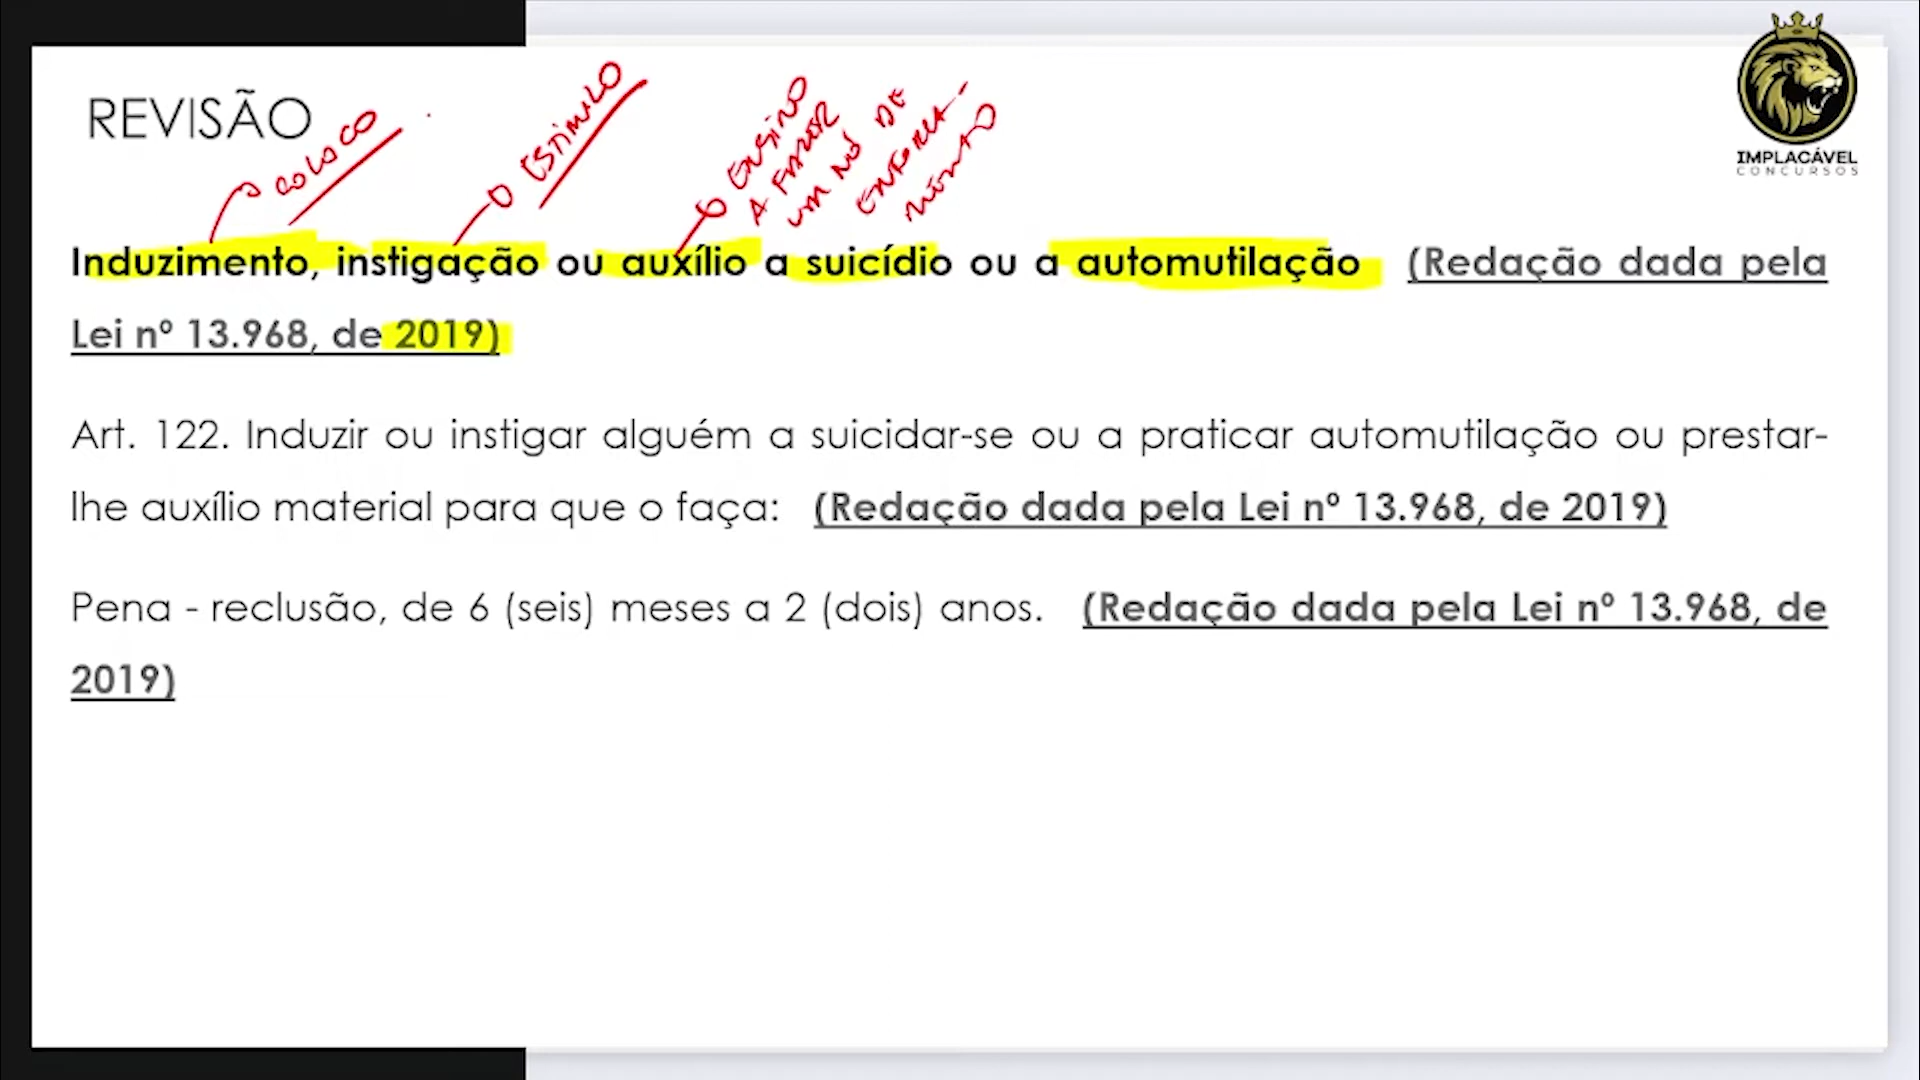 REVISÃO
COLOCO
ESTIMULO
ENSINO
A FAZER
UM NÓ DE
ENFORCA-
MENTO
IMPLACÁVEL
CONCURSOS
Induzimento, instigação ou auxílio a suicídio ou a automutilação (Redação dada pela
Lei nº 13.968, de 2019)
Art. 122. Induzir ou instigar alguém a suicidar-se ou a praticar automutilação ou prestar-
lhe auxílio material para que o faça: (Redação dada pela Lei nº 13.968, de 2019)
Pena - reclusão, de 6 (seis) meses a 2 (dois) anos. (Redação dada pela Lei nº 13.968, de
2019)